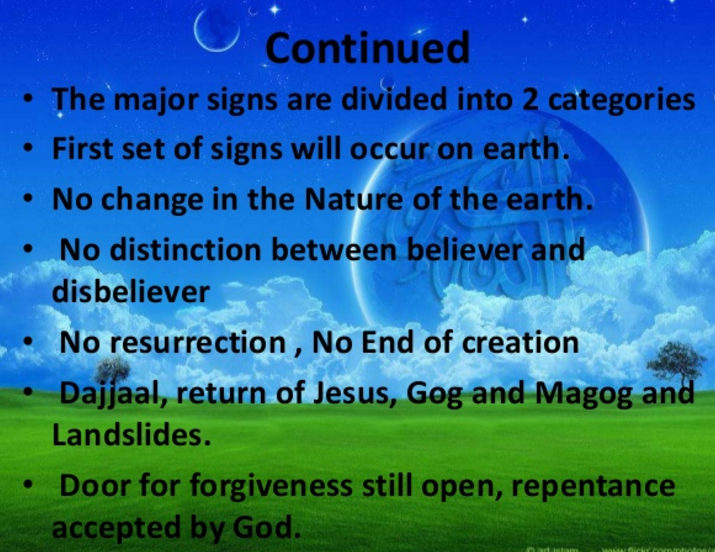 Continued
• The major signs are divided into 2 categories
• First set of signs will occur on earth.
• No change in the Nature of the earth.
• No distinction between believer and
disbeliever
• No resurrection , No End of creation
• Dajjaal, return of Jesus, Gog and Magog and
Landslides.
• Door for forgiveness still open, repentance
accepted by God.